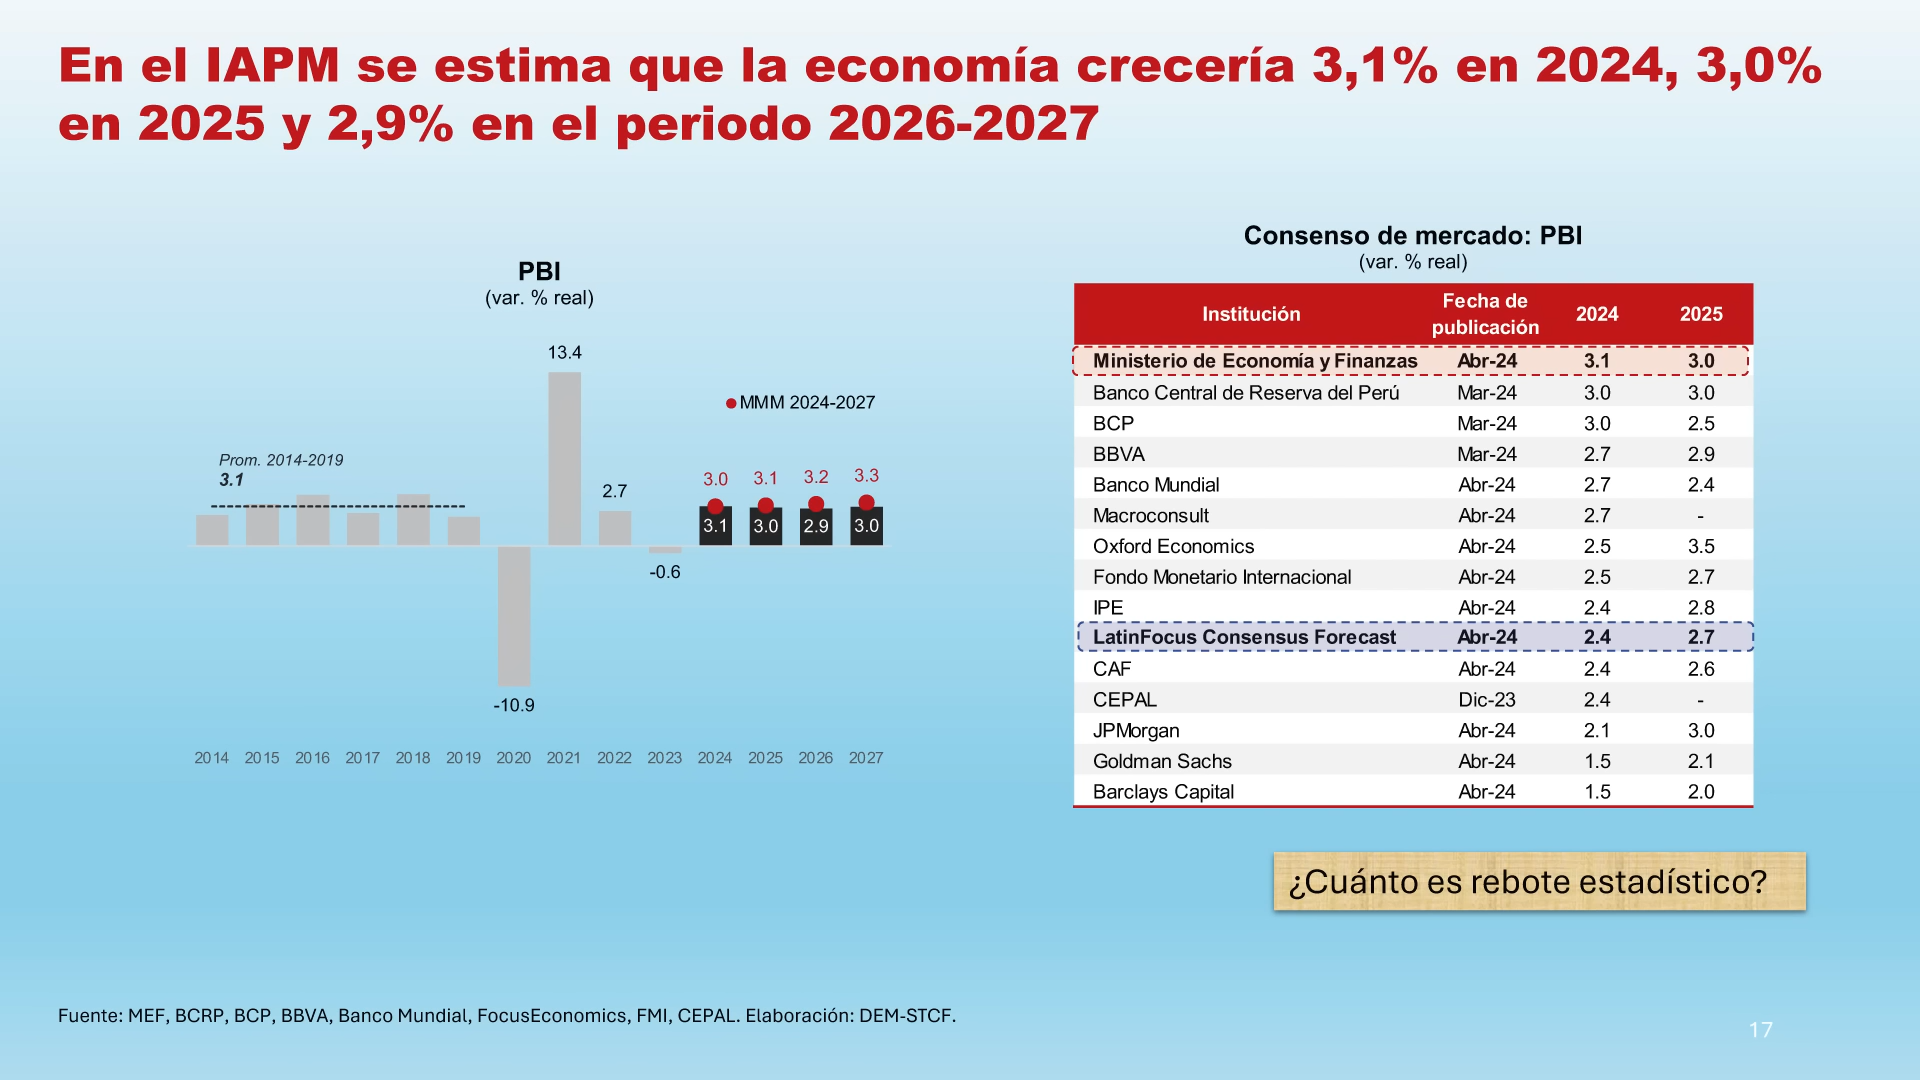 En el IAPM se estima que la economía crecería 3,1% en 2024, 3,0%
en 2025 y 2,9% en el periodo 2026-2027
PBI
(var. % real)
13.4
MMM 2024-2027
Prom. 2014-2019
3.1
2.7
3.0 3.1 3.2 3.3
3.1 3.0 2.9 3.0
-0.6
-10.9
2014 2015 2016 2017 2018 2019 2020 2021 2022 2023 2024 2025 2026 2027
Consenso de mercado: PBI
(var. % real)
Institución Fecha de publicación 2024 2025
Ministerio de Economía y Finanzas Abr-24 3.1 3.0
Banco Central de Reserva del Perú Mar-24 3.0 3.0
BCP Mar-24 3.0 2.5
BBVA Mar-24 2.7 2.9
Banco Mundial Abr-24 2.7 2.4
Macroconsult Abr-24 2.7 -
Oxford Economics Abr-24 2.5 3.5
Fondo Monetario Internacional Abr-24 2.5 2.7
IPE Abr-24 2.4 2.8
LatinFocus Consensus Forecast Abr-24 2.4 2.7
CAF Abr-24 2.4 2.6
CEPAL Dic-23 2.4 -
JPMorgan Abr-24 2.1 3.0
Goldman Sachs Abr-24 1.5 2.1
Barclays Capital Abr-24 1.5 2.0
¿Cuánto es rebote estadístico?
Fuente: MEF, BCRP, BCP, BBVA, Banco Mundial, FocusEconomics, FMI, CEPAL. Elaboración: DEM-STCF.
17